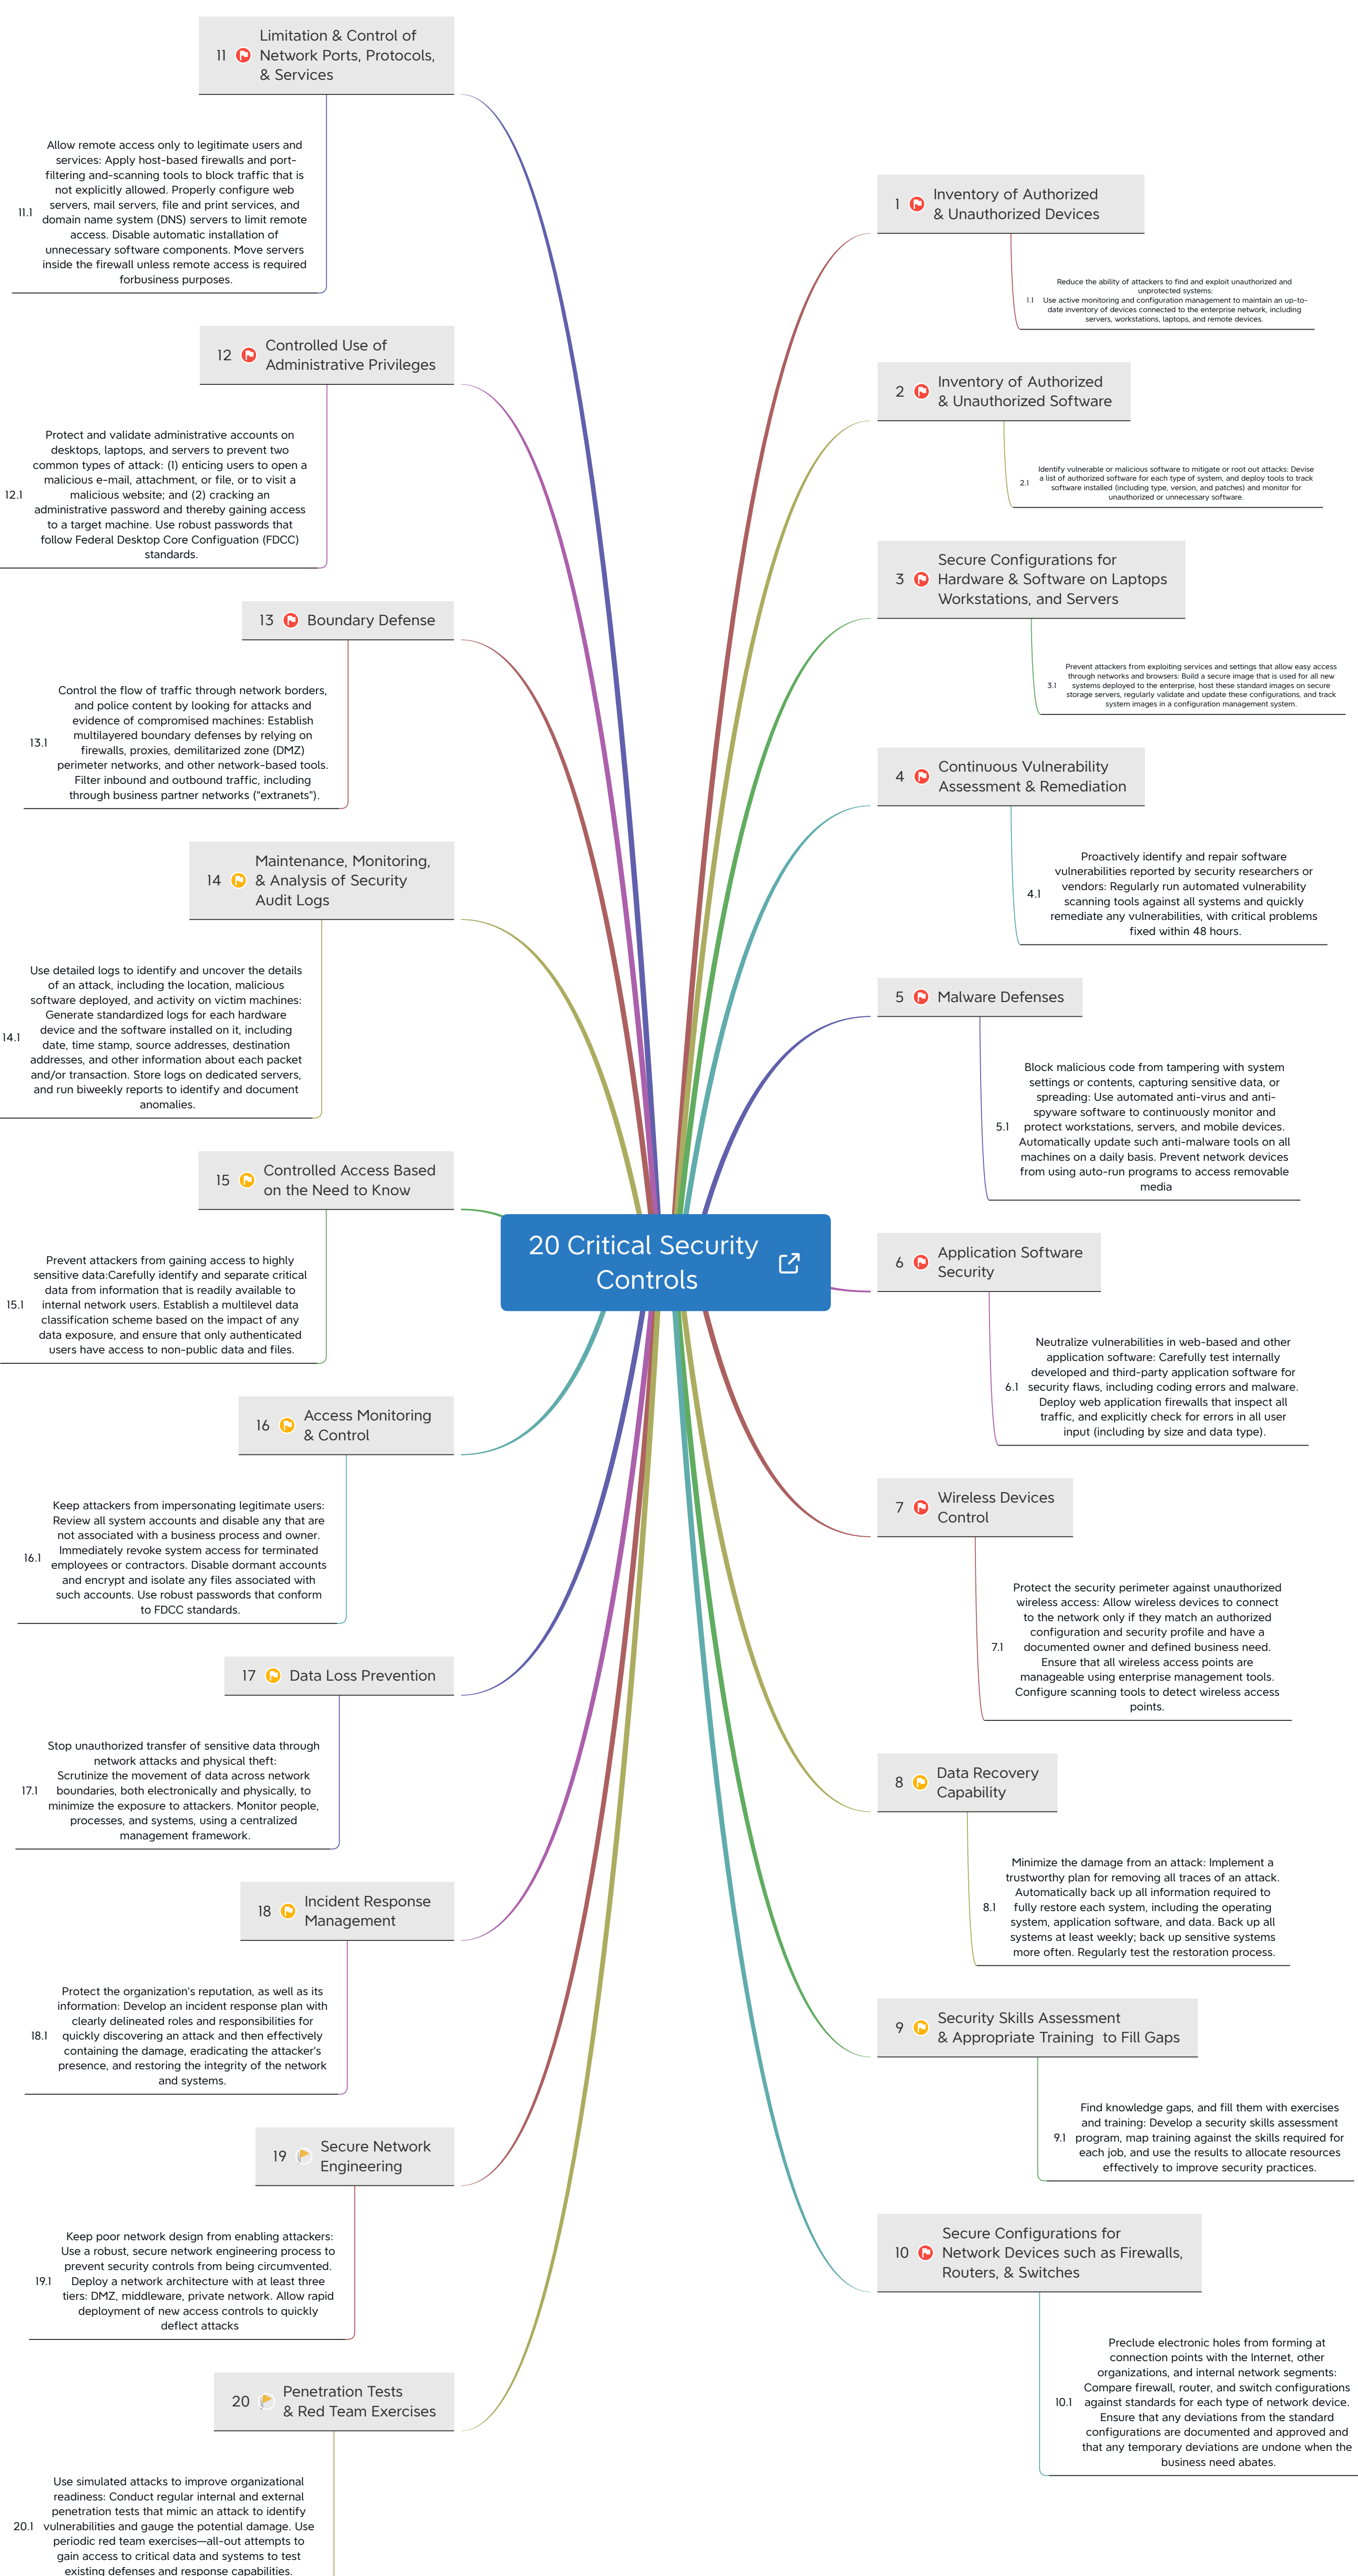 20 Critical Security
Controls
1
Inventory of Authorized
& Unauthorized Devices
Reduce the ability of attackers to find and exploit unauthorized and
unprotected systems:
1.1 Use active monitoring and configuration management to maintain an up-to-
date inventory of devices connected to the enterprise network, including
servers, workstations, laptops, and remote devices.
2
Inventory of Authorized
& Unauthorized Software
2.1
Identify vulnerable or malicious software to mitigate or root out attacks: Devise
a list of authorized software for each type of system, and deploy tools to track
software installed (including type, version, and patches) and monitor for
unauthorized or unnecessary software.
Secure Configurations for
3 Hardware & Software on Laptops
Workstations, and Servers
3.1
Prevent attackers from exploiting services and settings that allow easy access
through networks and browsers: Build a secure image that is used for all new
systems deployed to the enterprise, host these standard images on secure
storage servers, regularly validate and update these configurations, and track
system images in a configuration management system.
4
Continuous Vulnerability
Assessment & Remediation
4.1
Proactively identify and repair software
vulnerabilities reported by security researchers or
vendors: Regularly run automated vulnerability
scanning tools against all systems and quickly
remediate any vulnerabilities, with critical problems
fixed within 48 hours.
5 Malware Defenses
Block malicious code from tampering with system
settings or contents, capturing sensitive data, or
spreading: Use automated anti-virus and anti-
spyware software to continuously monitor and
5.1 protect workstations, servers, and mobile devices.
Automatically update such anti-malware tools on all
machines on a daily basis. Prevent network devices
from using auto-run programs to access removable
media
6
Application Software
Security
Neutralize vulnerabilities in web-based and other
application software: Carefully test internally
developed and third-party application software for
6.1 security flaws, including coding errors and malware.
Deploy web application firewalls that inspect all
traffic, and explicitly check for errors in all user
input (including by size and data type).
7
Wireless Devices
Control
Protect the security perimeter against unauthorized
wireless access: Allow wireless devices to connect
to the network only if they match an authorized
configuration and security profile and have a
7.1 documented owner and defined business need.
Ensure that all wireless access points are
manageable using enterprise management tools.
Configure scanning tools to detect wireless access
points.
8
Data Recovery
Capability
Minimize the damage from an attack: Implement a
trustworthy plan for removing all traces of an attack.
Automatically back up all information required to
8.1 fully restore each system, including the operating
system, application software, and data. Back up all
systems at least weekly; back up sensitive systems
more often. Regularly test the restoration process.
9
Security Skills Assessment
& Appropriate Training  to Fill Gaps
Find knowledge gaps, and fill them with exercises
and training: Develop a security skills assessment
9.1 program, map training against the skills required for
each job, and use the results to allocate resources
effectively to improve security practices.
Secure Configurations for
10 Network Devices such as Firewalls,
Routers, & Switches
Preclude electronic holes from forming at
connection points with the Internet, other
organizations, and internal network segments:
Compare firewall, router, and switch configurations
10.1 against standards for each type of network device.
Ensure that any deviations from the standard
configurations are documented and approved and
that any temporary deviations are undone when the
business need abates.
Limitation & Control of
11 Network Ports, Protocols,
& Services
11.1
Allow remote access only to legitimate users and
services: Apply host-based firewalls and port-
filtering and-scanning tools to block traffic that is
not explicitly allowed. Properly configure web
servers, mail servers, file and print services, and
domain name system (DNS) servers to limit remote
access. Disable automatic installation of
unnecessary software components. Move servers
inside the firewall unless remote access is required
forbusiness purposes.
12
Controlled Use of
Administrative Privileges
Protect and validate administrative accounts on
desktops, laptops, and servers to prevent two
common types of attack: (1) enticing users to open a
malicious e-mail, attachment, or file, or to visit a
12.1 malicious website; and (2) cracking an
administrative password and thereby gaining access
to a target machine. Use robust passwords that
follow Federal Desktop Core Configuation (FDCC)
standards.
13 Boundary Defense
13.1
Control the flow of traffic through network borders,
and police content by looking for attacks and
evidence of compromised machines: Establish
multilayered boundary defenses by relying on
firewalls, proxies, demilitarized zone (DMZ)
perimeter networks, and other network-based tools.
Filter inbound and outbound traffic, including
through business partner networks ("extranets").
Maintenance, Monitoring,
14 & Analysis of Security
Audit Logs
14.1
Use detailed logs to identify and uncover the details
of an attack, including the location, malicious
software deployed, and activity on victim machines:
Generate standardized logs for each hardware
device and the software installed on it, including
date, time stamp, source addresses, destination
addresses, and other information about each packet
and/or transaction. Store logs on dedicated servers,
and run biweekly reports to identify and document
anomalies.
15
Controlled Access Based
on the Need to Know
Prevent attackers from gaining access to highly
sensitive data:Carefully identify and separate critical
data from information that is readily available to
15.1 internal network users. Establish a multilevel data
classification scheme based on the impact of any
data exposure, and ensure that only authenticated
users have access to non-public data and files.
16
Access Monitoring
& Control
16.1
Keep attackers from impersonating legitimate users:
Review all system accounts and disable any that are
not associated with a business process and owner.
Immediately revoke system access for terminated
employees or contractors. Disable dormant accounts
and encrypt and isolate any files associated with
such accounts. Use robust passwords that conform
to FDCC standards.
17 Data Loss Prevention
Stop unauthorized transfer of sensitive data through
network attacks and physical theft:
Scrutinize the movement of data across network
17.1 boundaries, both electronically and physically, to
minimize the exposure to attackers. Monitor people,
processes, and systems, using a centralized
management framework.
18
Incident Response
Management
Protect the organization's reputation, as well as its
information: Develop an incident response plan with
clearly delineated roles and responsibilities for
18.1 quickly discovering an attack and then effectively
containing the damage, eradicating the attacker's
presence, and restoring the integrity of the network
and systems.
19
Secure Network
Engineering
Keep poor network design from enabling attackers:
Use a robust, secure network engineering process to
prevent security controls from being circumvented.
19.1 Deploy a network architecture with at least three
tiers: DMZ, middleware, private network. Allow rapid
deployment of new access controls to quickly
deflect attacks
20
Penetration Tests
& Red Team Exercises
Use simulated attacks to improve organizational
readiness: Conduct regular internal and external
penetration tests that mimic an attack to identify
20.1 vulnerabilities and gauge the potential damage. Use
periodic red team exercises—all-out attempts to
gain access to critical data and systems to test
existing defenses and response capabilities.